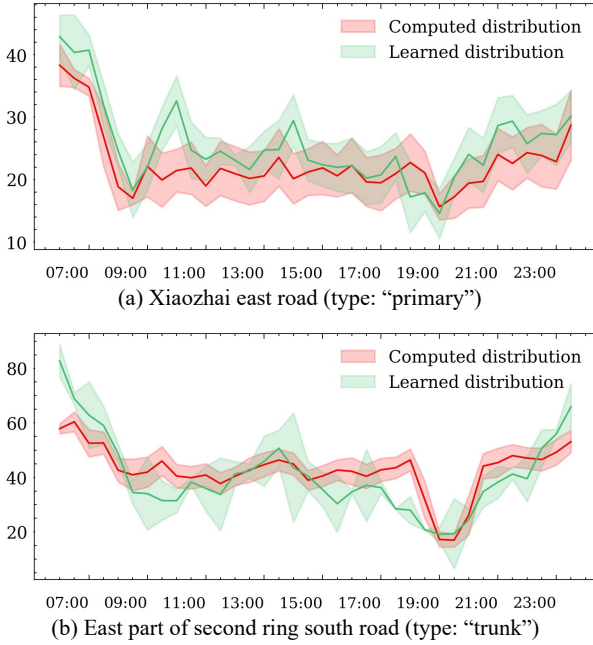 Computed distribution
Learned distribution
40
30
20
10
07:00 09:00 11:00 13:00 15:00 17:00 19:00 21:00 23:00
(a) Xiaozhai east road (type: “primary”)
Computed distribution
Learned distribution
80
60
40
20
07:00 09:00 11:00 13:00 15:00 17:00 19:00 21:00 23:00
(b) East part of second ring south road (type: “trunk”)